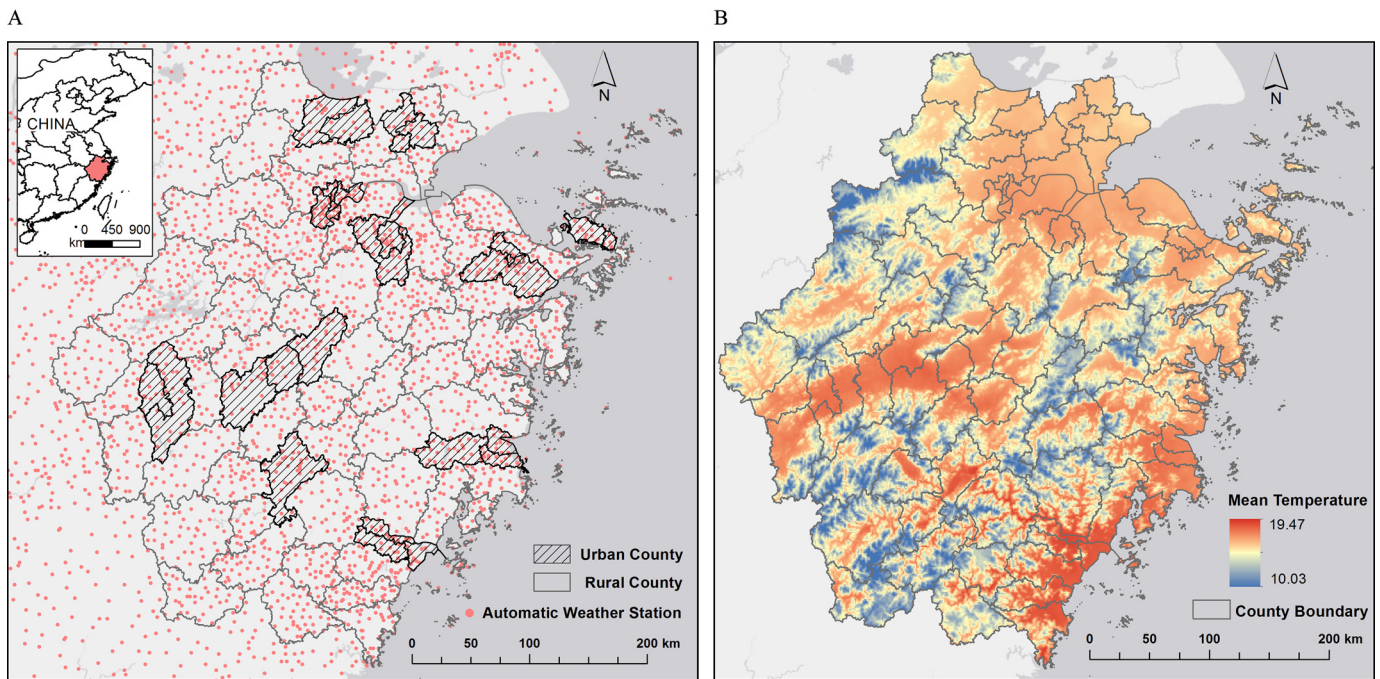 A
B
CHINA
0 450 900
km
N
N
Urban County
Rural County
Automatic Weather Station
0 50 100 200 km
Mean Temperature
19.47
10.03
County Boundary
0 50 100 200 km